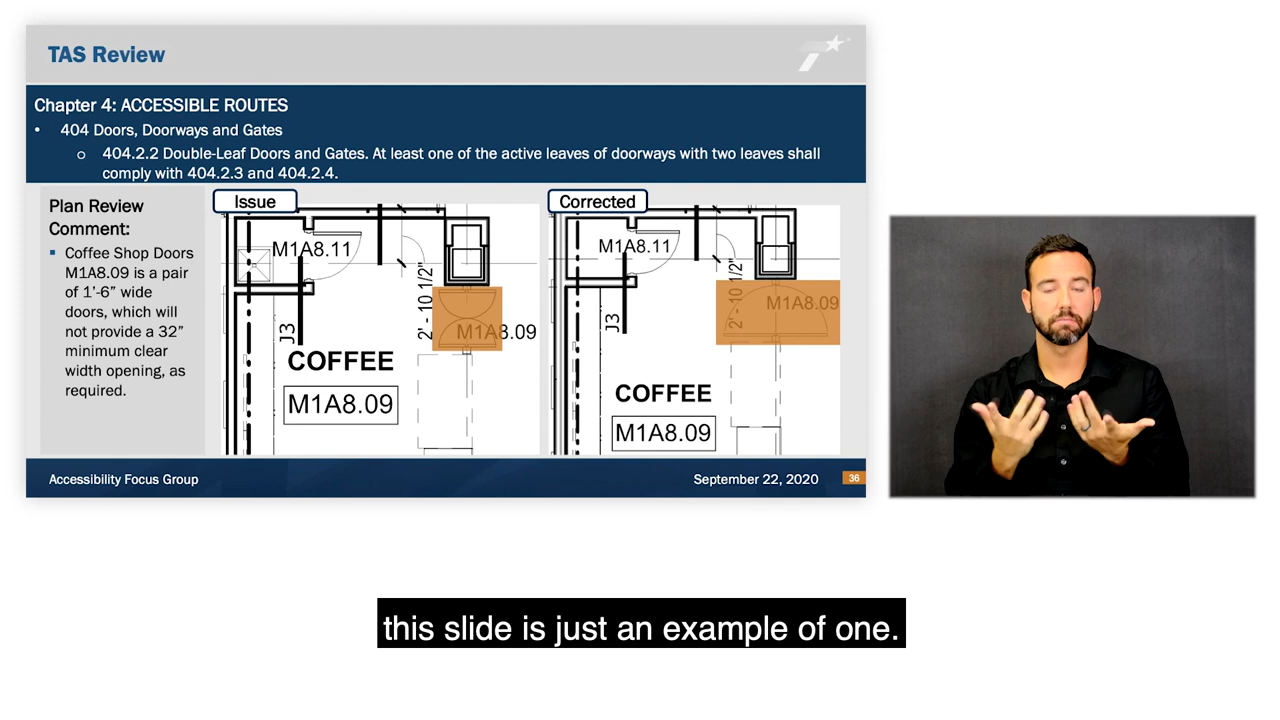 TAS Review
Chapter 4: ACCESSIBLE ROUTES
• 404 Doors, Doorways and Gates
o 404.2.2 Double-Leaf Doors and Gates. At least one of the active leaves of doorways with two leaves shall
comply with 404.2.3 and 404.2.4.
Plan Review
Comment:
▪ Coffee Shop Doors
M1A8.09 is a pair
of 1'-6" wide
doors, which will
not provide a 32"
minimum clear
width opening, as
required.
Issue
M1A8.11
2' - 10 1/2"
M1A8.09
J3
COFFEE
M1A8.09
Corrected
M1A8.11
2' - 10 1/2"
M1A8.09
J3
COFFEE
M1A8.09
Accessibility Focus Group
September 22, 2020
36
this slide is just an example of one.